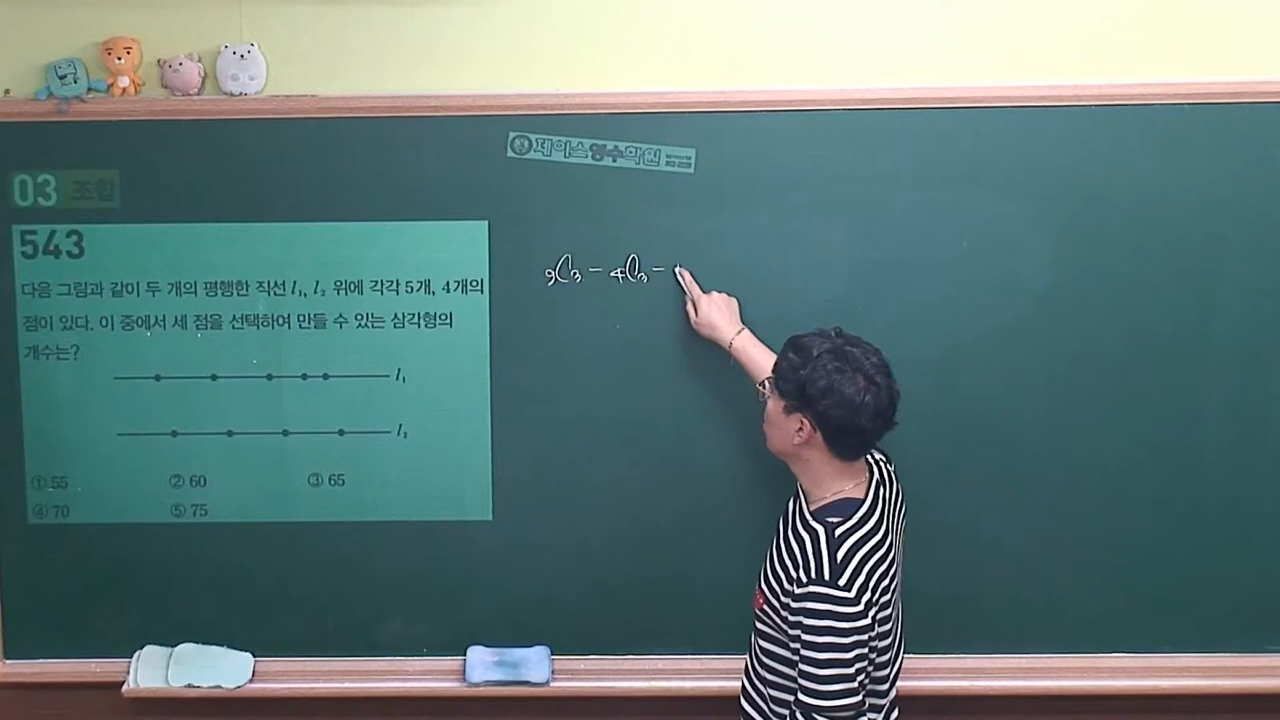 제이스영수학원
03 조합
543
다음 그림과 같이 두 개의 평행한 직선 l₁, l₂ 위에 각각 5개, 4개의
점이 있다. 이 중에서 세 점을 선택하여 만들 수 있는 삼각형의
개수는?
l₁
l₂
① 55 ② 60 ③ 65
④ 70 ⑤ 75
₉C₃ − ₄C₃ −